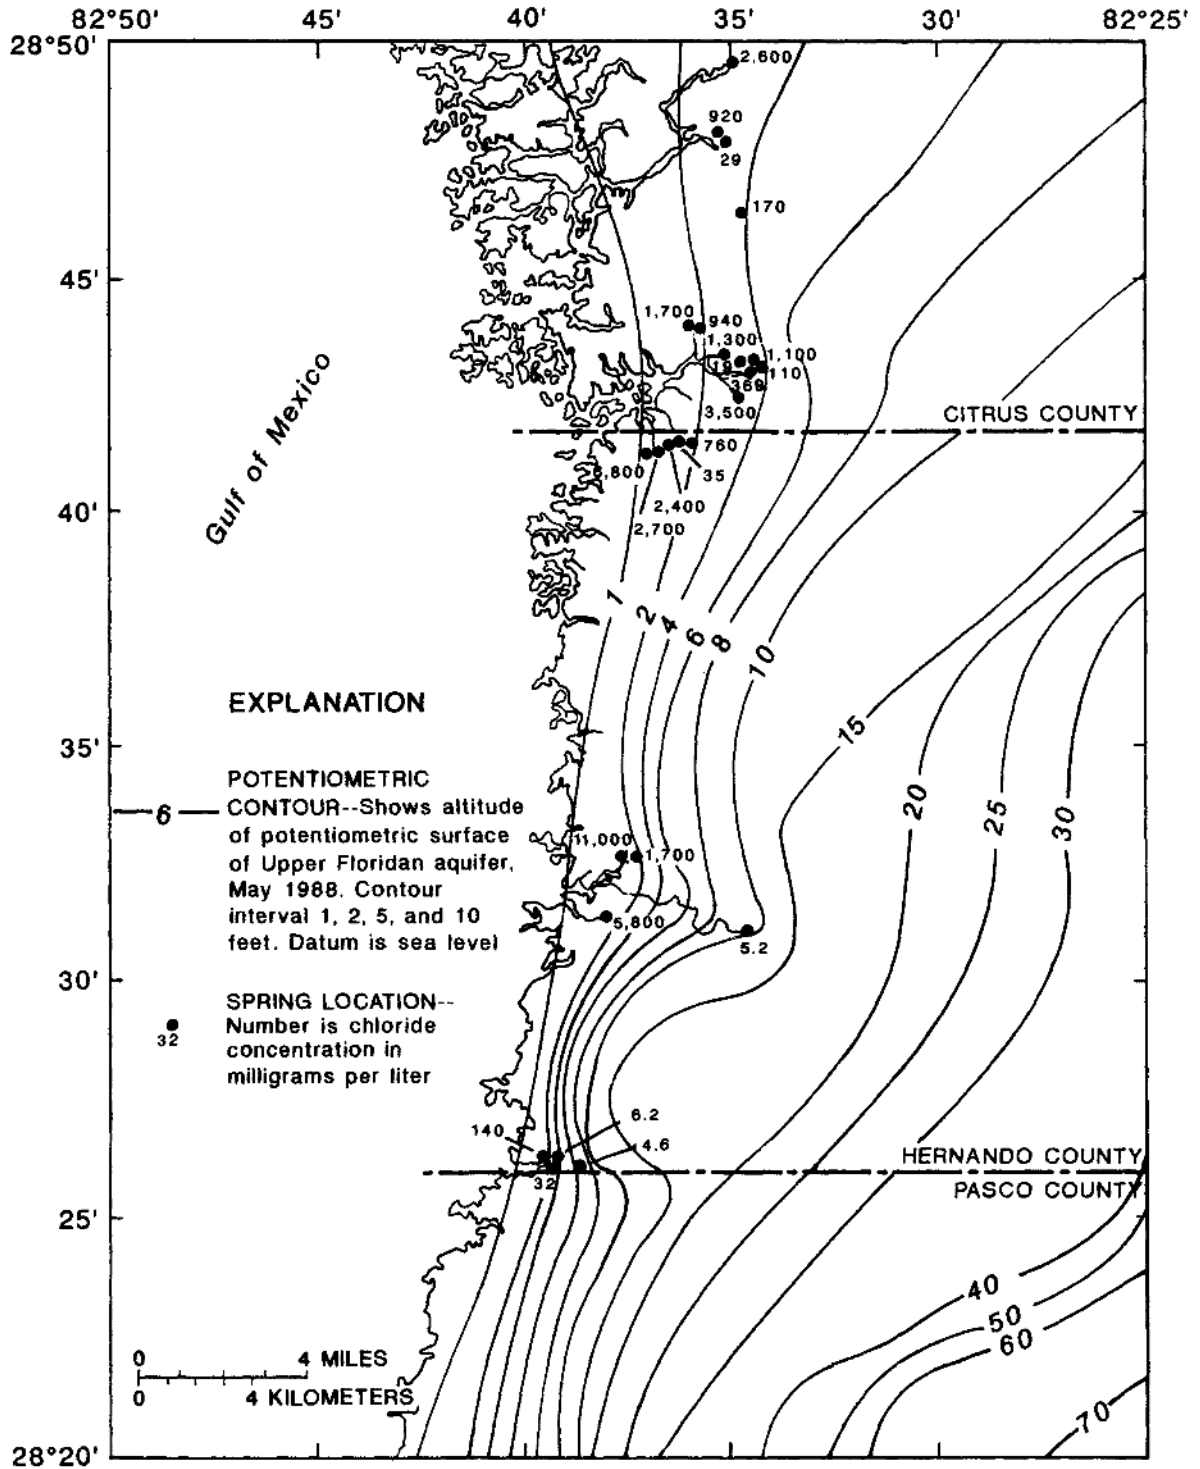 82°50' 45' 40' 35' 30' 82°25'
28°50'
2,600
920
29
170
45'
1,700 940
1,300
1,100
19
110
369
3,500
CITRUS COUNTY
Gulf of Mexico
760
35
2,400
2,700
40'
1 2 4 6 8 10
15
20 25 30
35'
EXPLANATION
POTENTIOMETRIC
6
CONTOUR--Shows altitude
of potentiometric surface
of Upper Floridan aquifer,
May 1988. Contour
interval 1, 2, 5, and 10
feet. Datum is sea level
11,000 1,700
5,800
5.2
30'
SPRING LOCATION--
Number is chloride
concentration in
milligrams per liter
32
140
6.2
4.6
32
HERNANDO COUNTY
PASCO COUNTY
25'
40
50
60
70
0 4 MILES
0 4 KILOMETERS
28°20'